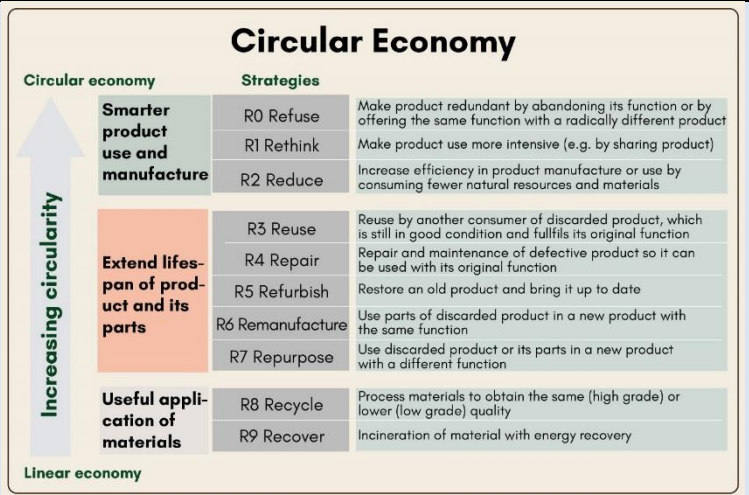 Circular Economy
Circular economy
Strategies
Smarter
product
use and
manufacture
R0 Refuse
Make product redundant by abandoning its function or by
offering the same function with a radically different product
R1 Rethink
Make product use more intensive (e.g. by sharing product)
R2 Reduce
Increase efficiency in product manufacture or use by
consuming fewer natural resources and materials
Increasing circularity
Extend lifes-
pan of prod-
uct and its
parts
R3 Reuse
Reuse by another consumer of discarded product, which
is still in good condition and fullfils its original function
R4 Repair
Repair and maintenance of defective product so it can
be used with its original function
R5 Refurbish
Restore an old product and bring it up to date
R6 Remanufacture
Use parts of discarded product in a new product with
the same function
R7 Repurpose
Use discarded product or its parts in a new product
with a different function
Useful appli-
cation of
materials
R8 Recycle
Process materials to obtain the same (high grade) or
lower (low grade) quality
R9 Recover
Incineration of material with energy recovery
Linear economy